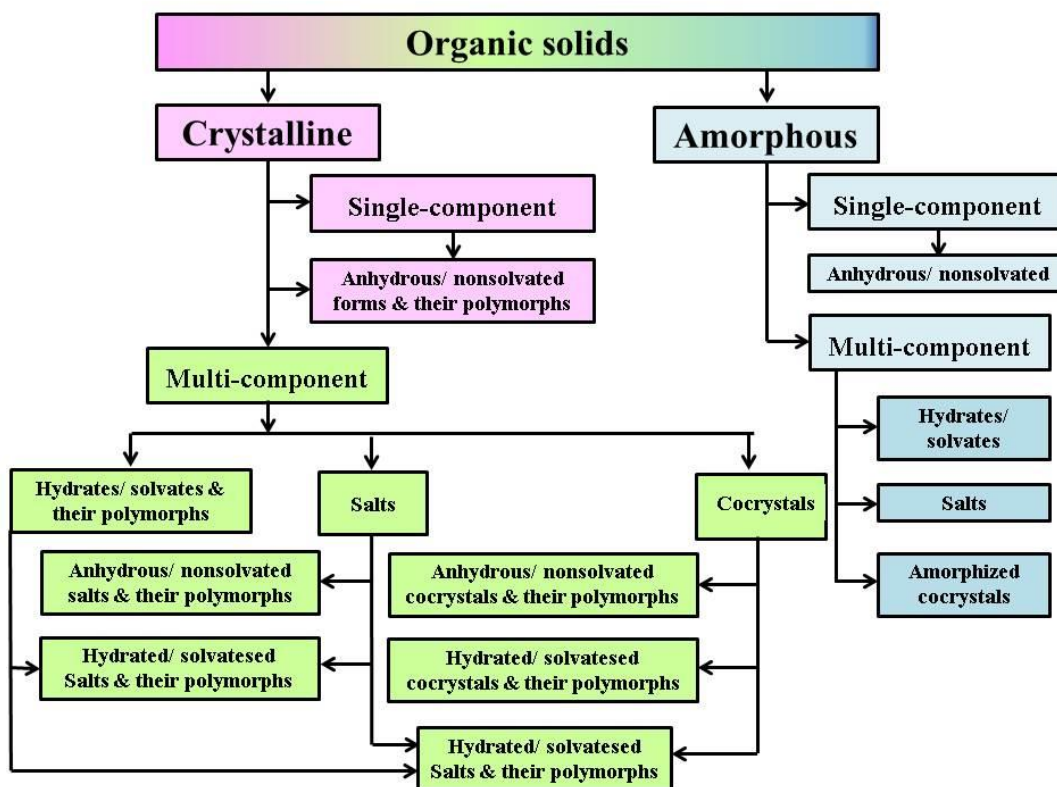 Organic solids
Crystalline
Amorphous
Single-component
Single-component
Anhydrous/ nonsolvated
forms & their polymorphs
Anhydrous/ nonsolvated
Multi-component
Multi-component
Hydrates/
solvates
Hydrates/ solvates &
their polymorphs
Salts
Cocrystals
Salts
Anhydrous/ nonsolvated
salts & their polymorphs
Anhydrous/ nonsolvated
cocrystals & their polymorphs
Amorphized
cocrystals
Hydrated/ solvatesed
Salts & their polymorphs
Hydrated/ solvatesed
cocrystals & their polymorphs
Hydrated/ solvatesed
Salts & their polymorphs